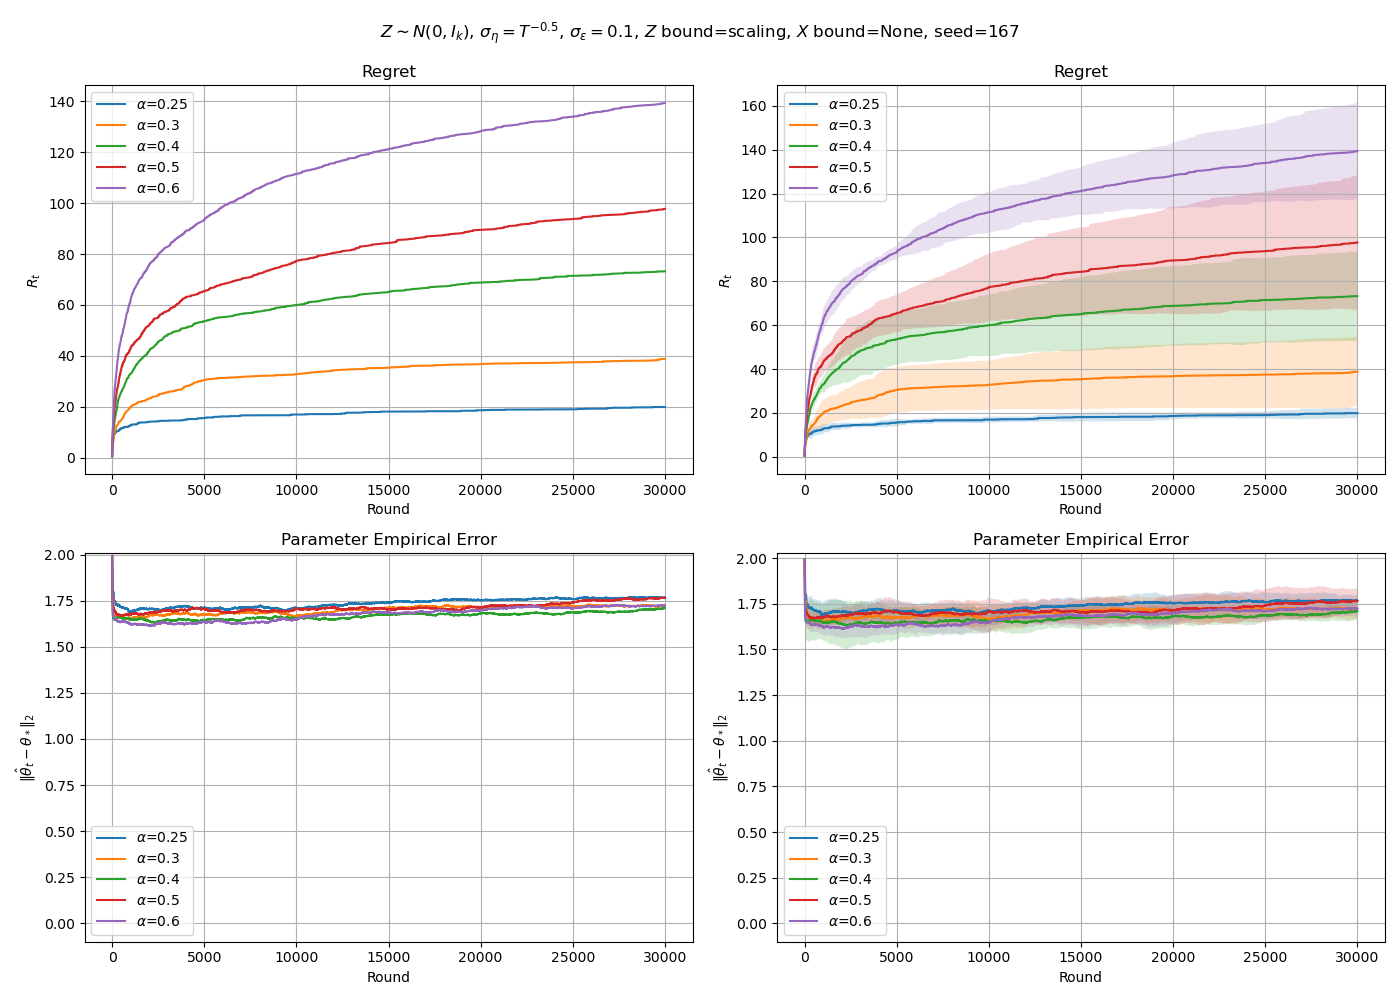 Z ∼ N(0, I_k), σ_η = T^{−0.5}, σ_ε = 0.1, Z bound=scaling, X bound=None, seed=167
Regret
140
120
100
80
60
40
20
0
R_t
α=0.25
α=0.3
α=0.4
α=0.5
α=0.6
0 5000 10000 15000 20000 25000 30000
Round
Regret
160
140
120
100
80
60
40
20
0
R_t
α=0.25
α=0.3
α=0.4
α=0.5
α=0.6
0 5000 10000 15000 20000 25000 30000
Round
Parameter Empirical Error
2.00
1.75
1.50
1.25
1.00
0.75
0.50
0.25
0.00
‖θ̂_t − θ_*‖_2
α=0.25
α=0.3
α=0.4
α=0.5
α=0.6
0 5000 10000 15000 20000 25000 30000
Round
Parameter Empirical Error
2.00
1.75
1.50
1.25
1.00
0.75
0.50
0.25
0.00
‖θ̂_t − θ_*‖_2
α=0.25
α=0.3
α=0.4
α=0.5
α=0.6
0 5000 10000 15000 20000 25000 30000
Round